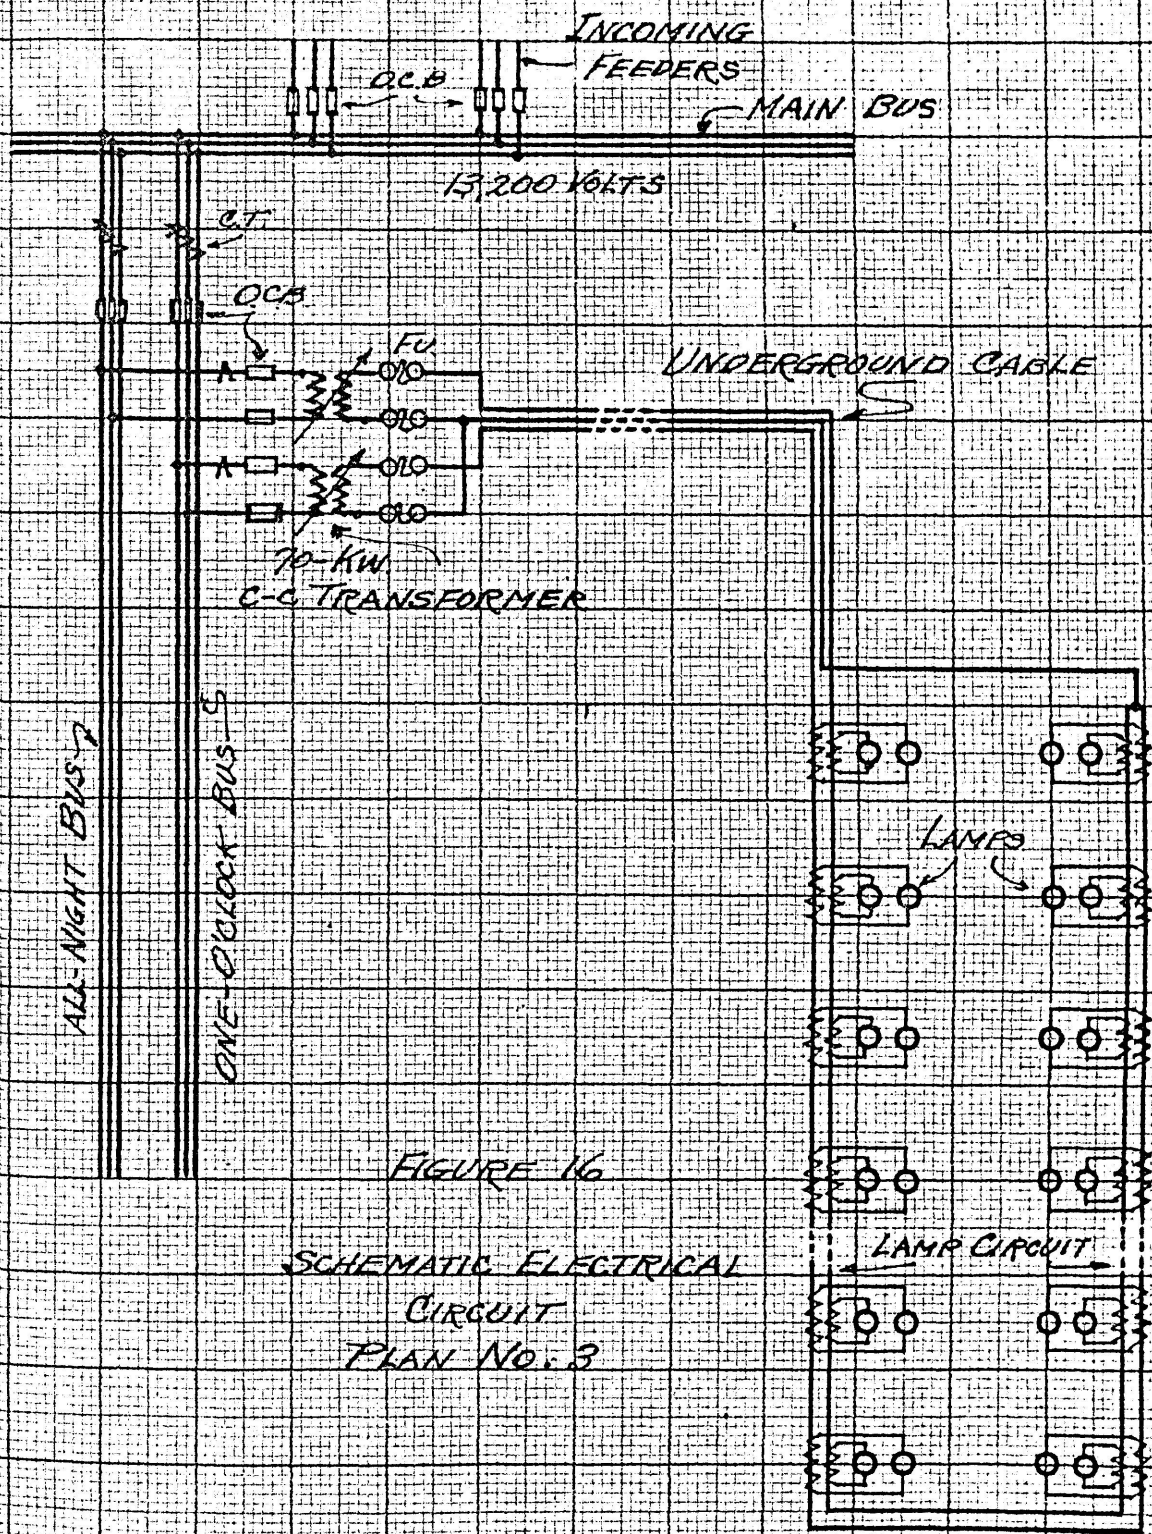 INCOMING
FEEDERS
O.C.B
MAIN BUS
13,200 VOLTS
C.T.
O.C.B
FU.
UNDERGROUND CABLE
70-KW.
C-C TRANSFORMER
ALL-NIGHT BUS
ONE-O'CLOCK BUS
LAMPS
LAMP CIRCUIT
FIGURE 16
SCHEMATIC ELECTRICAL
CIRCUIT
PLAN NO. 3